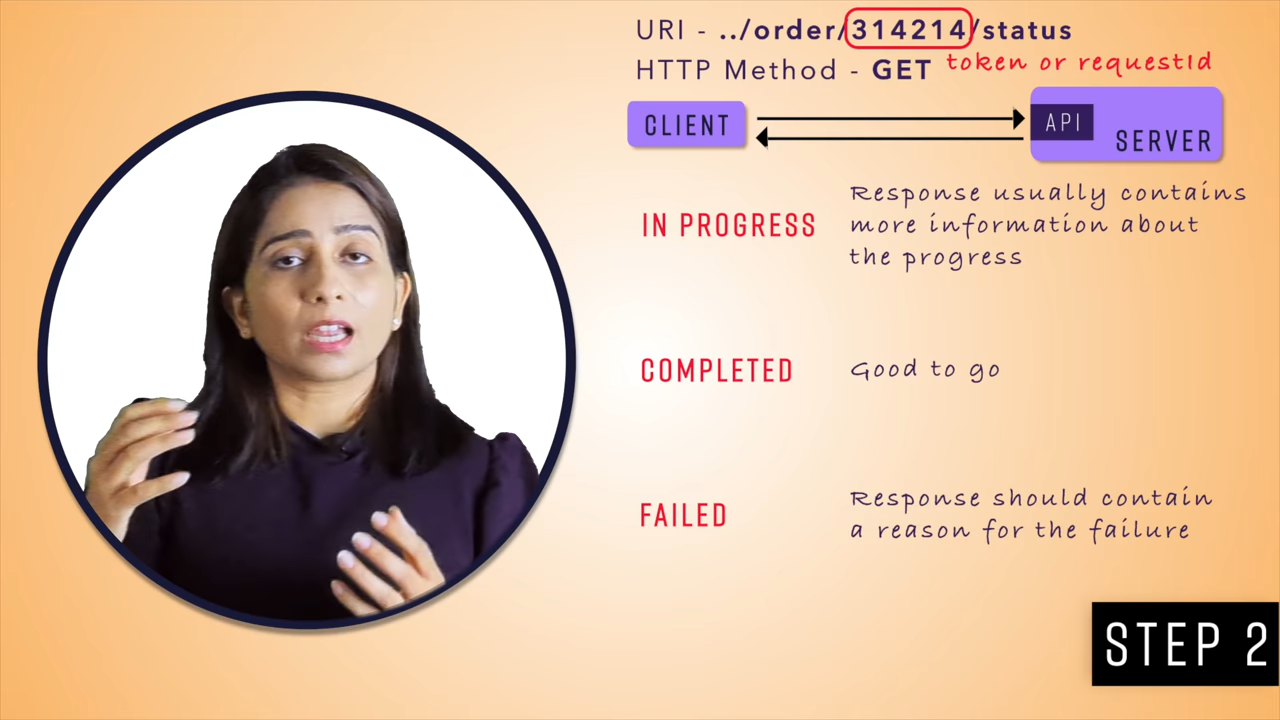 URI - ../order/314214/status
HTTP Method - GET
token or requestId
CLIENT
API
SERVER
IN PROGRESS
Response usually contains
more information about
the progress
COMPLETED
Good to go
FAILED
Response should contain
a reason for the failure
STEP 2